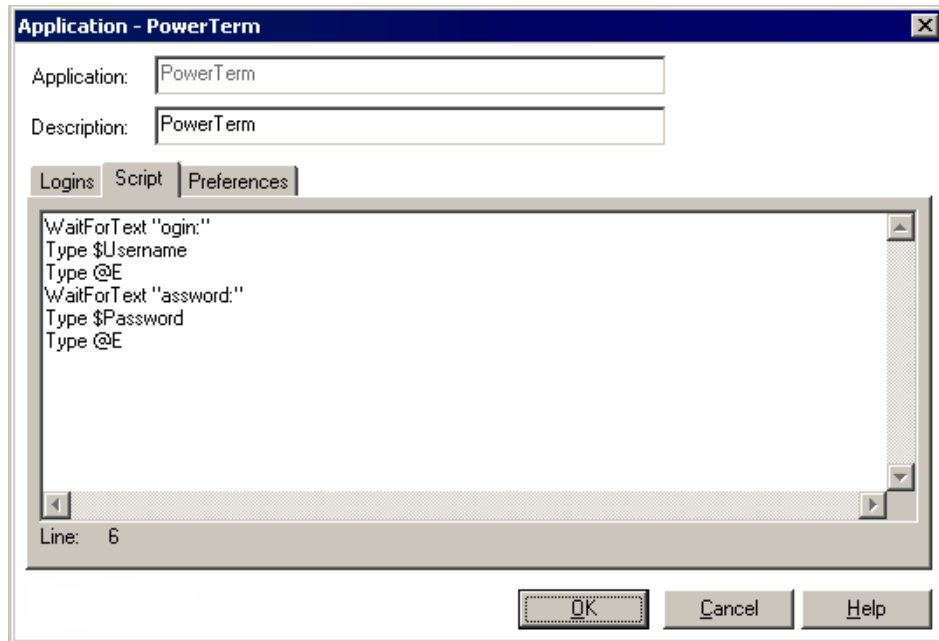 Application - PowerTerm
Application: PowerTerm
Description: PowerTerm
Logins Script Preferences
WaitForText "ogin:"
Type $Username
Type @E
WaitForText "assword:"
Type $Password
Type @E
Line: 6
OK Cancel Help